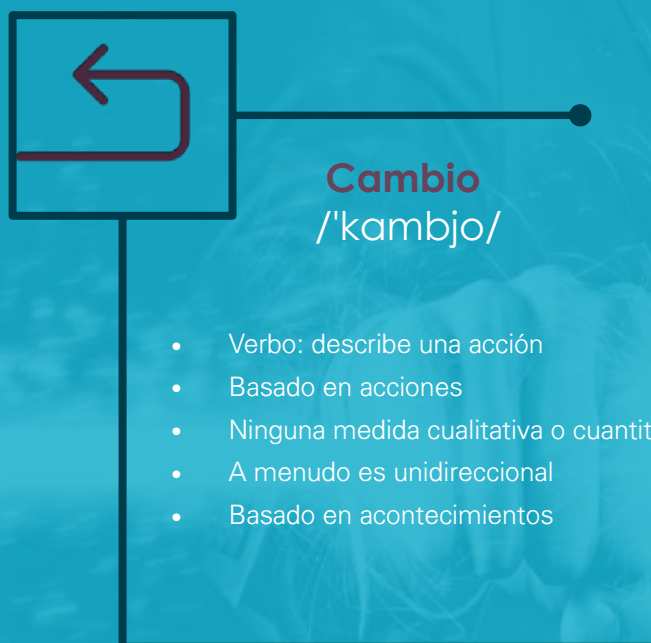 Cambio
/'kambjo/
• Verbo: describe una acción
• Basado en acciones
• Ninguna medida cualitativa o cuantit
• A menudo es unidireccional
• Basado en acontecimientos